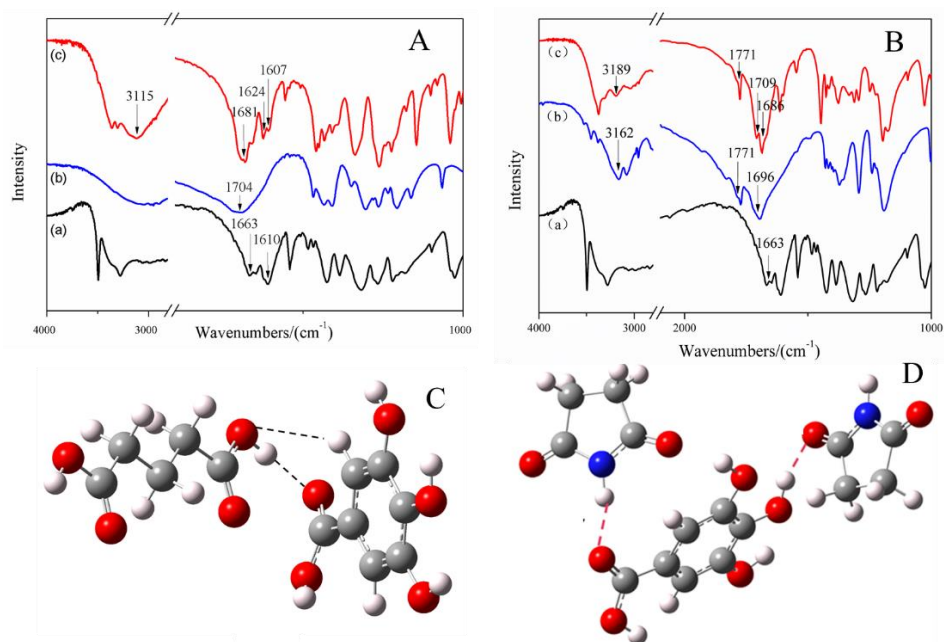 A
(c)
3115
1624
1607
1681
(b)
1704
1663
(a)
1610
Intensity
4000
3000
1000
Wavenumbers/(cm-1)
B
(c)
3189
1771
1709
1686
(b)
3162
1771
1696
(a)
1663
Intensity
4000
3000
2000
1000
Wavenumbers/(cm-1)
C
D